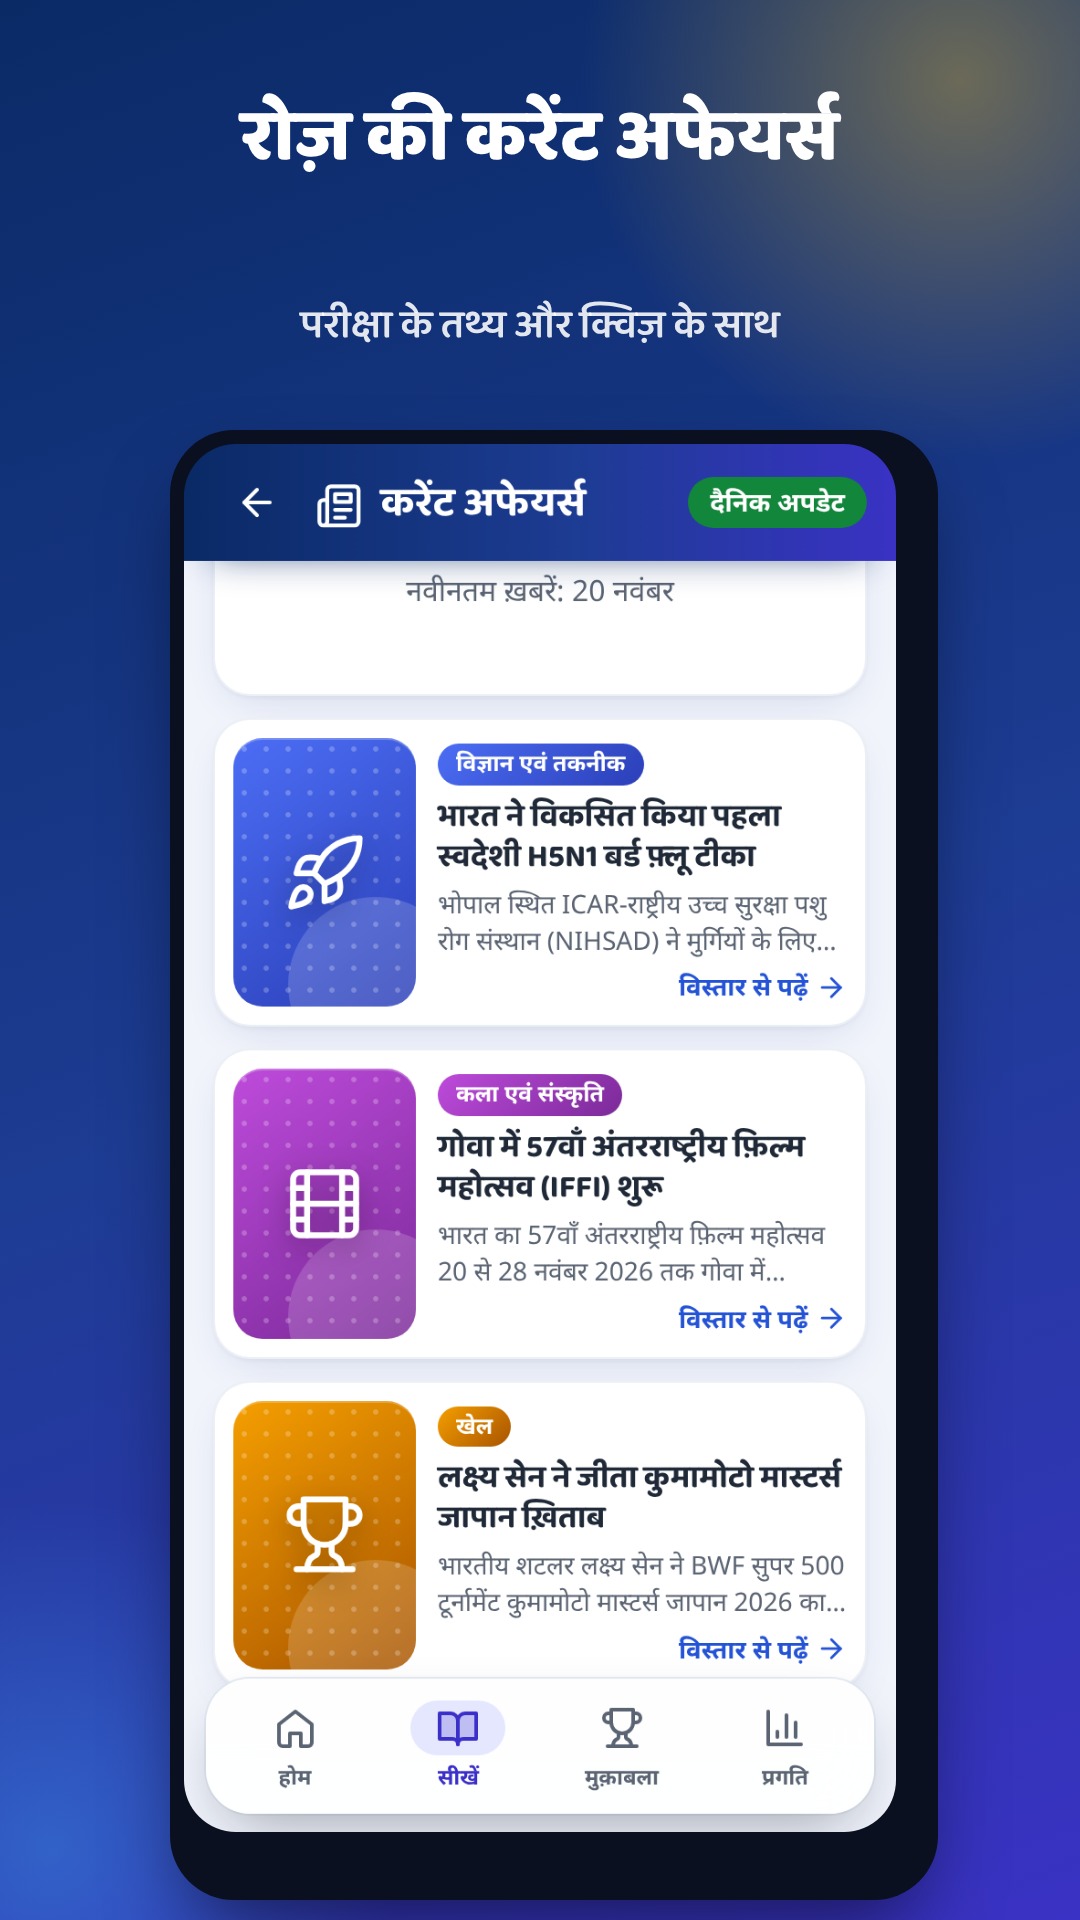 रोज़ की करेंट अफेयर्स
परीक्षा के तथ्य और क्विज़ के साथ
करेंट अफेयर्स
दैनिक अपडेट
नवीनतम ख़बरें: 20 नवंबर
विज्ञान एवं तकनीक
भारत ने विकसित किया पहला
स्वदेशी H5N1 बर्ड फ़्लू टीका
भोपाल स्थित ICAR-राष्ट्रीय उच्च सुरक्षा पशु
रोग संस्थान (NIHSAD) ने मुर्गियों के लिए...
विस्तार से पढ़ें →
कला एवं संस्कृति
गोवा में 57वाँ अंतरराष्ट्रीय फ़िल्म
महोत्सव (IFFI) शुरू
भारत का 57वाँ अंतरराष्ट्रीय फ़िल्म महोत्सव
20 से 28 नवंबर 2026 तक गोवा में...
विस्तार से पढ़ें →
खेल
लक्ष्य सेन ने जीता कुमामोटो मास्टर्स
जापान ख़िताब
भारतीय शटलर लक्ष्य सेन ने BWF सुपर 500
टूर्नामेंट कुमामोटो मास्टर्स जापान 2026 का...
विस्तार से पढ़ें →
होम
सीखें
मुक़ाबला
प्रगति